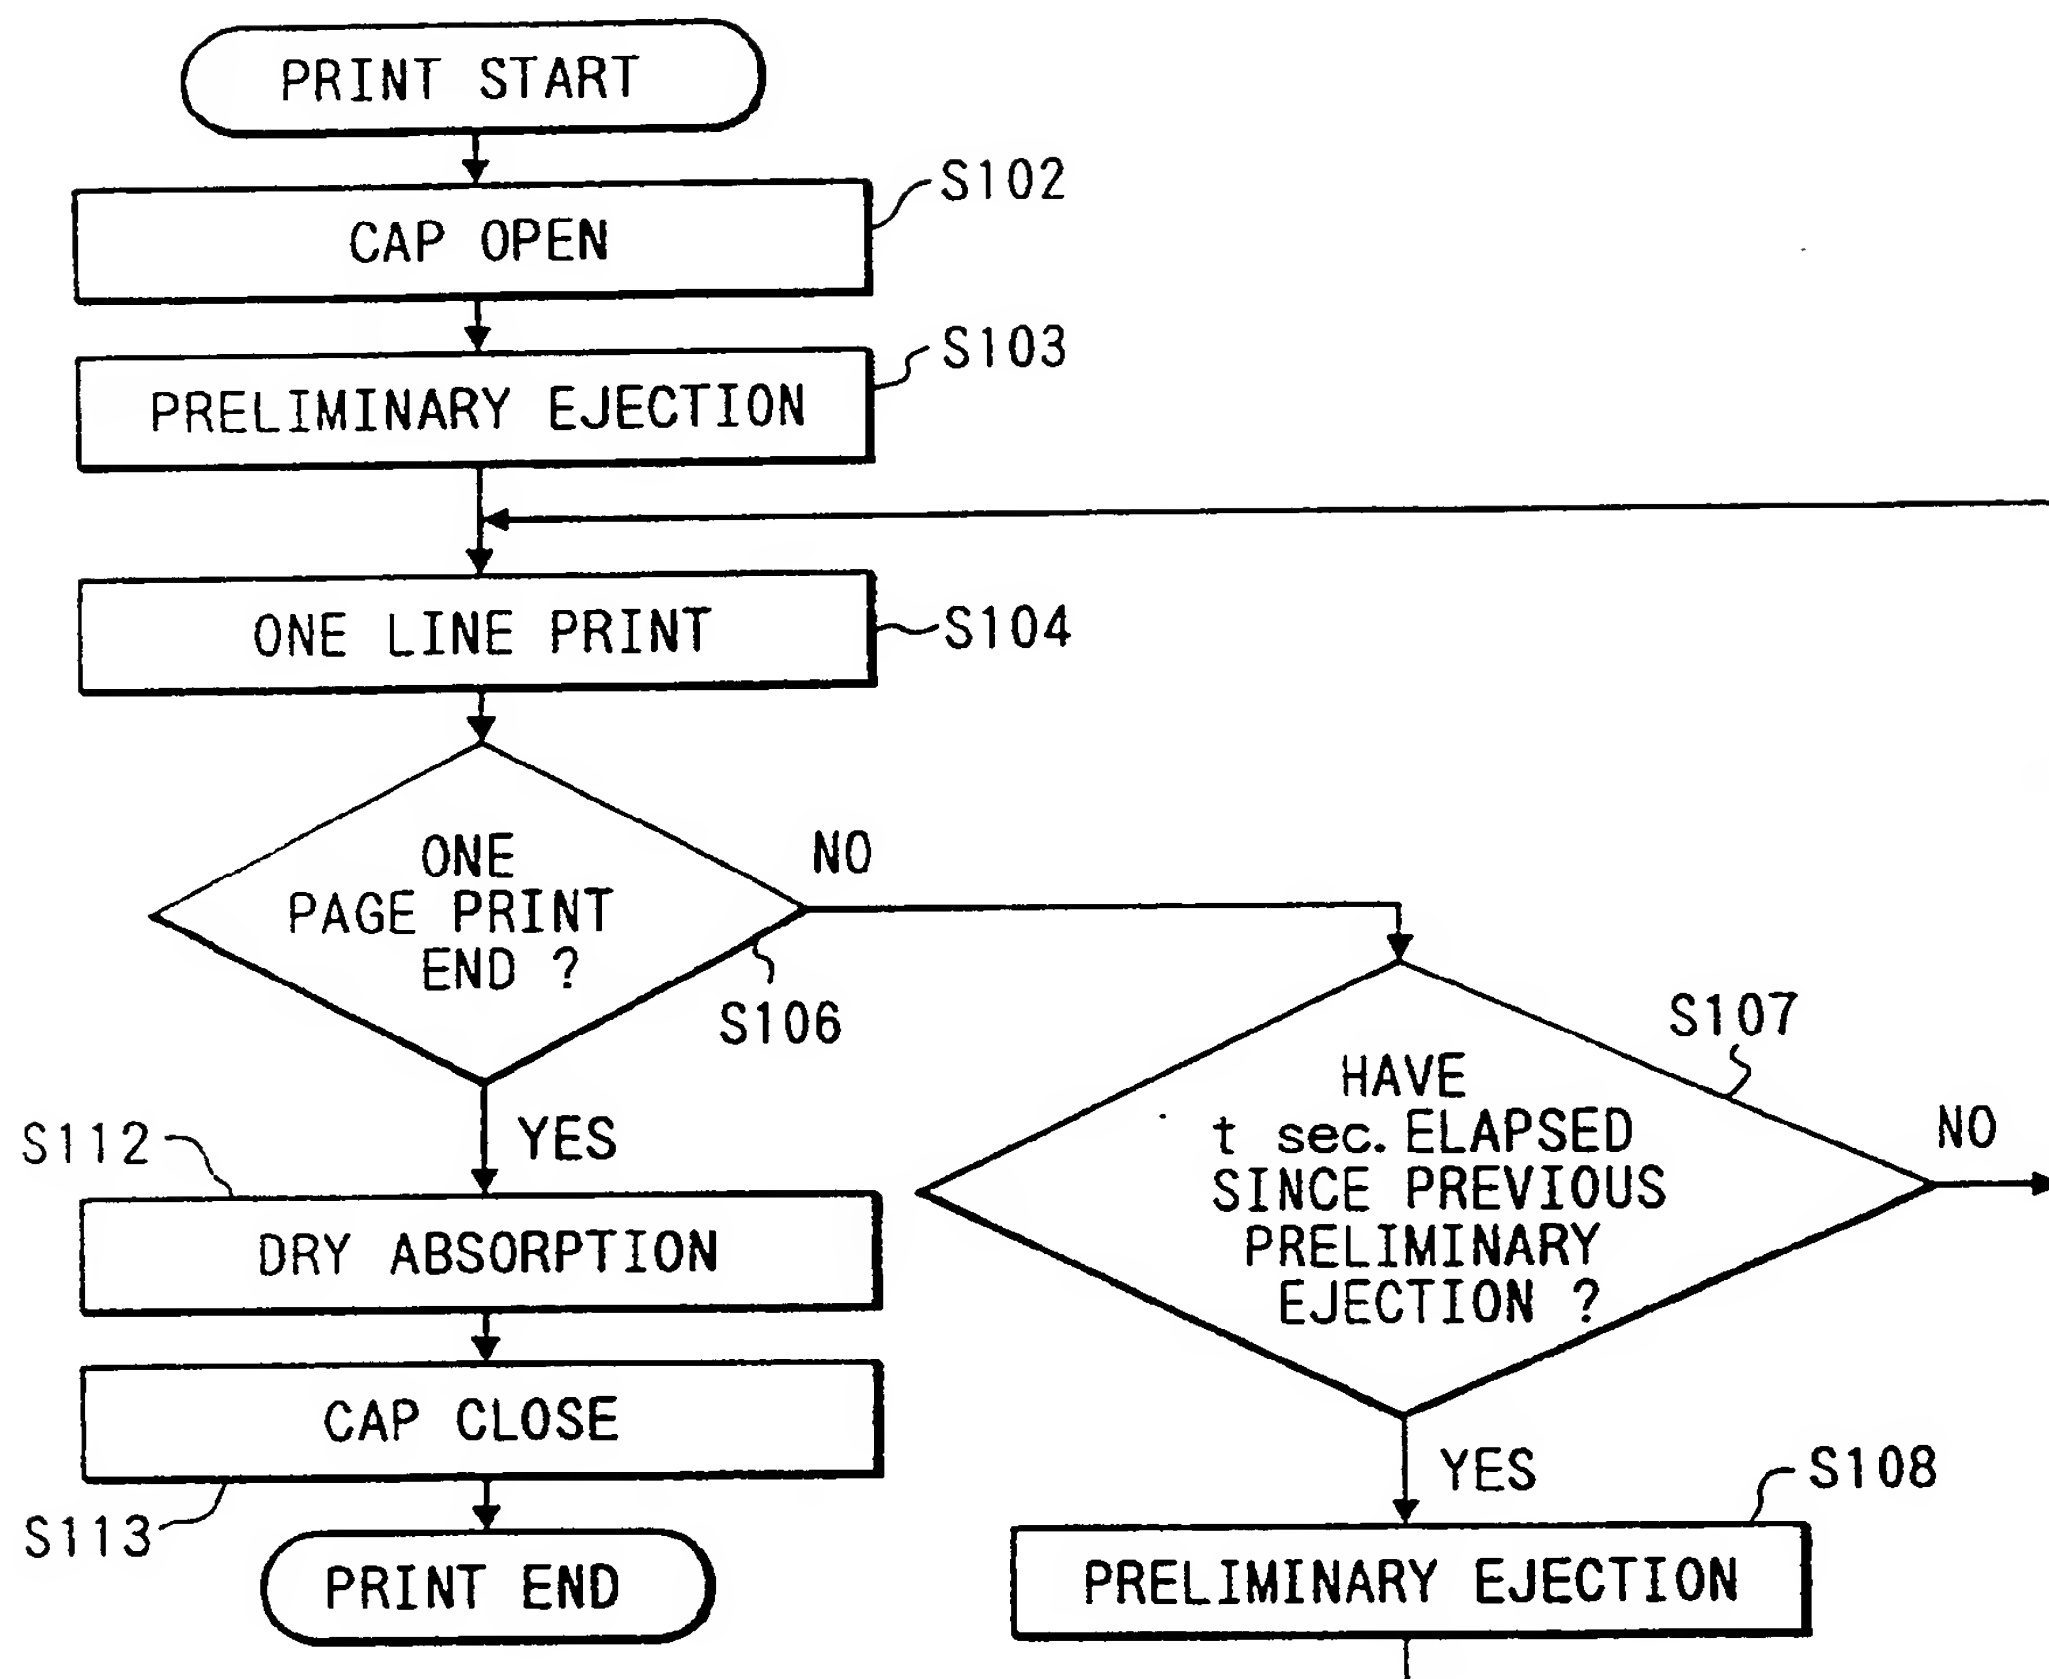 PRINT START
S102
CAP OPEN
S103
PRELIMINARY EJECTION
ONE LINE PRINT
S104
ONE
PAGE PRINT
END ?
NO
S106
S107
HAVE
t sec. ELAPSED
SINCE PREVIOUS
PRELIMINARY
EJECTION ?
NO
YES
S112
DRY ABSORPTION
CAP CLOSE
S113
PRINT END
YES
S108
PRELIMINARY EJECTION